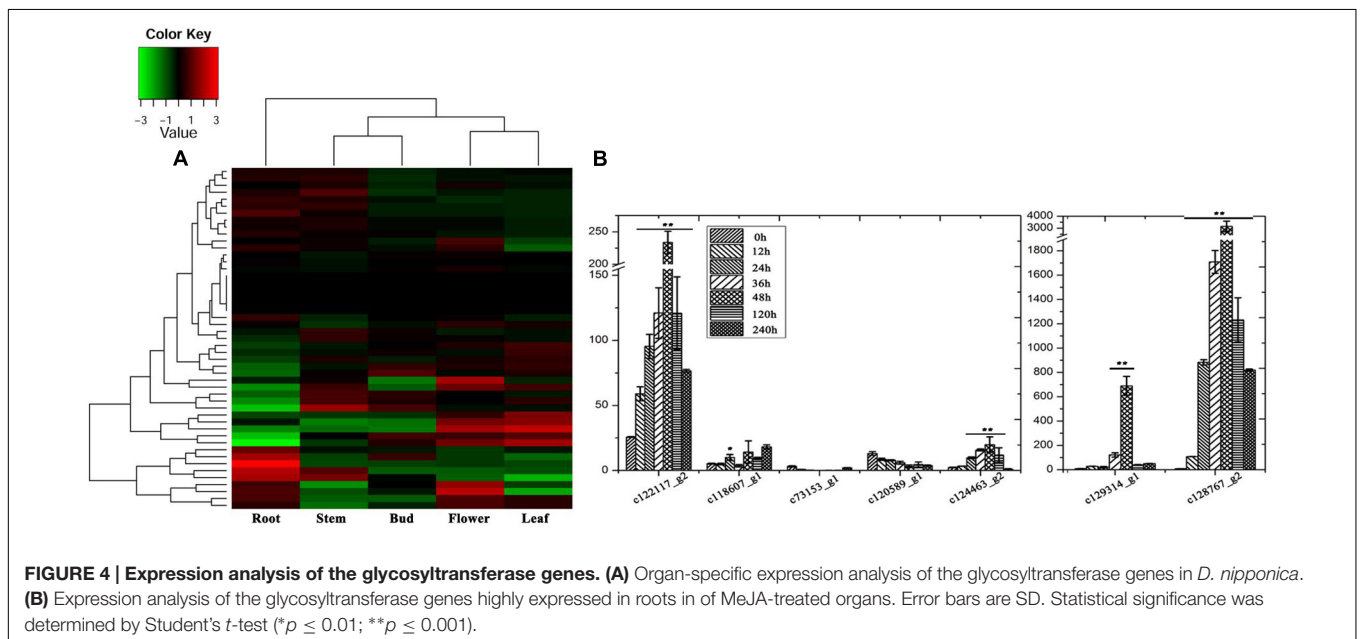 Color Key
-3 -1 1 3
Value
A
B
Root Stem Bud Flower Leaf
250
200
150
100
50
0
**
*
**
0h
12h
24h
36h
48h
120h
240h
c122117_g2 c118607_g1 c73153_g1 c120589_g1 c124463_g2
4000
3000
1800
1600
1400
1200
1000
800
600
400
200
0
**
**
c129314_g1 c128767_g2
FIGURE 4 | Expression analysis of the glycosyltransferase genes. (A) Organ-specific expression analysis of the glycosyltransferase genes in D. nipponica.
(B) Expression analysis of the glycosyltransferase genes highly expressed in roots in of MeJA-treated organs. Error bars are SD. Statistical significance was
determined by Student's t-test (*p ≤ 0.01; **p ≤ 0.001).